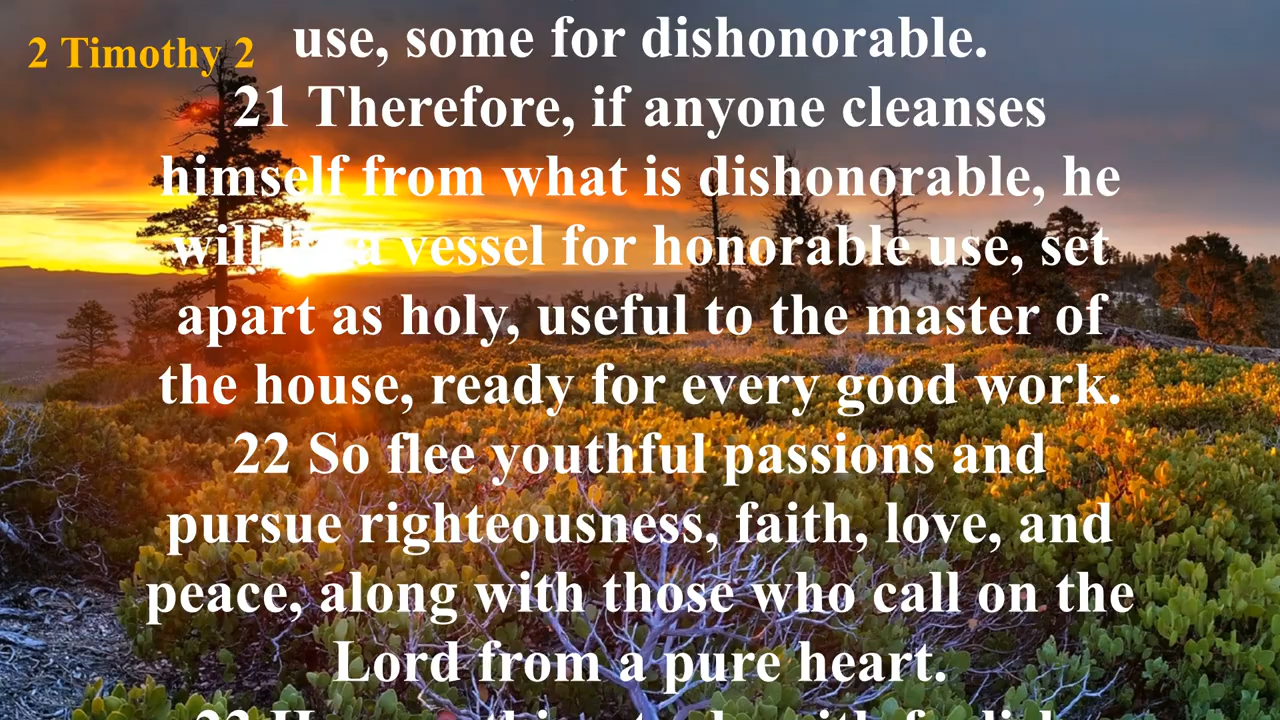 2 Timothy 2
use, some for dishonorable.
21 Therefore, if anyone cleanses
himself from what is dishonorable, he
will be a vessel for honorable use, set
apart as holy, useful to the master of
the house, ready for every good work.
22 So flee youthful passions and
pursue righteousness, faith, love, and
peace, along with those who call on the
Lord from a pure heart.